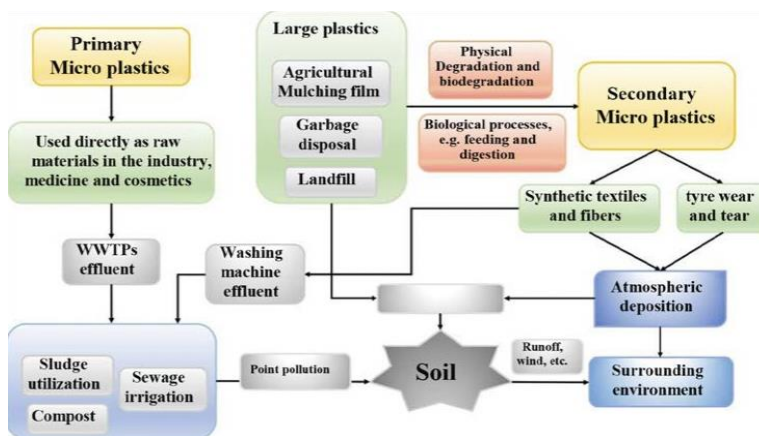 Primary
Micro plastics
Used directly as raw
materials in the industry,
medicine and cosmetics
WWTPs
effluent
Washing
machine
effluent
Sludge
utilization
Sewage
irrigation
Compost
Large plastics
Agricultural
Mulching film
Garbage
disposal
Landfill
Physical
Degradation and
biodegradation
Biological processes,
e.g. feeding and
digestion
Secondary
Micro plastics
Synthetic textiles
and fibers
tyre wear
and tear
Atmospheric
deposition
Point pollution
Soil
Runoff,
wind, etc.
Surrounding
environment